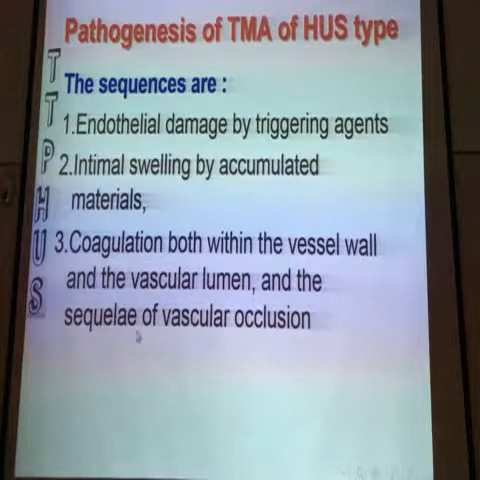 Pathogenesis of TMA of HUS type
The sequences are :
1.Endothelial damage by triggering agents
2.Intimal swelling by accumulated
materials,
3.Coagulation both within the vessel wall
and the vascular lumen, and the
sequelae of vascular occlusion
T
T
P
H
U
S